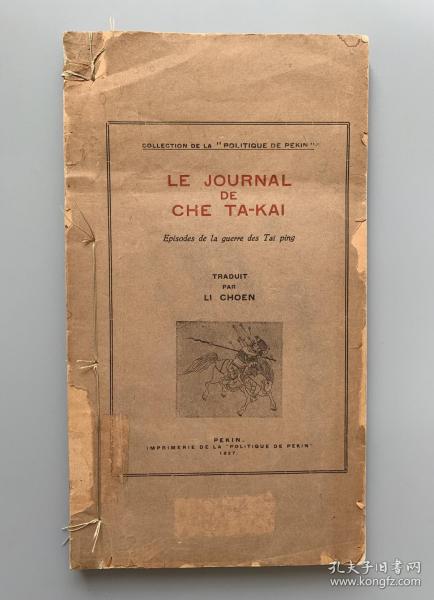 COLLECTION DE LA "POLITIQUE DE PEKIN"
LE JOURNAL
DE
CHE TA-KAI
Episodes de la guerre des Taï ping
TRADUIT
PAR
LI CHOEN
PEKIN.
IMPRIMERIE DE LA "POLITIQUE DE PEKIN"
1927
孔夫子旧书网
www.kongfz.com